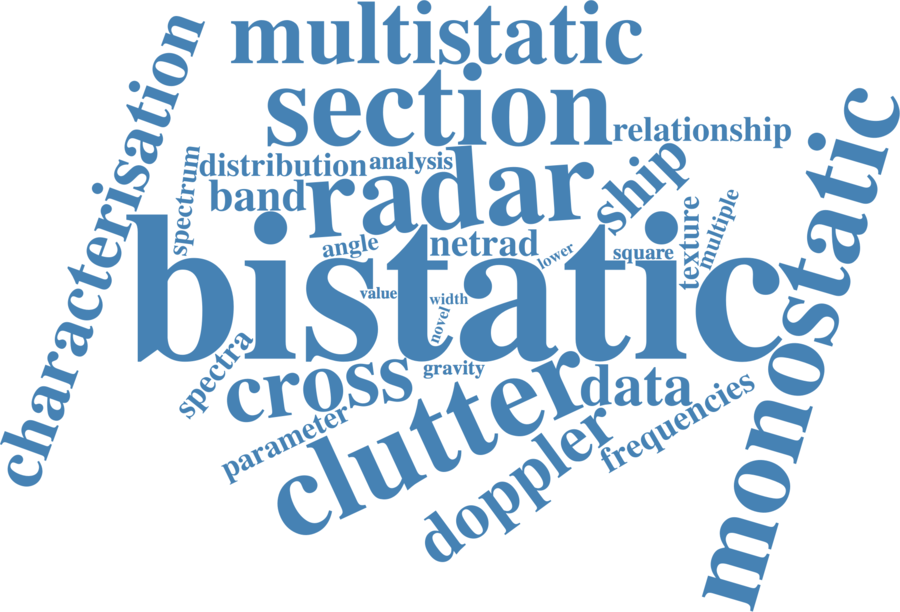 multistatic
characterisation
section
relationship
monostatic
distribution
analysis
spectrum
band
radar
ship
texture
multiple
angle
netrad
lower
square
bistatic
value
width
novel
spectra
cross
gravity
clutter
data
parameter
doppler
frequencies